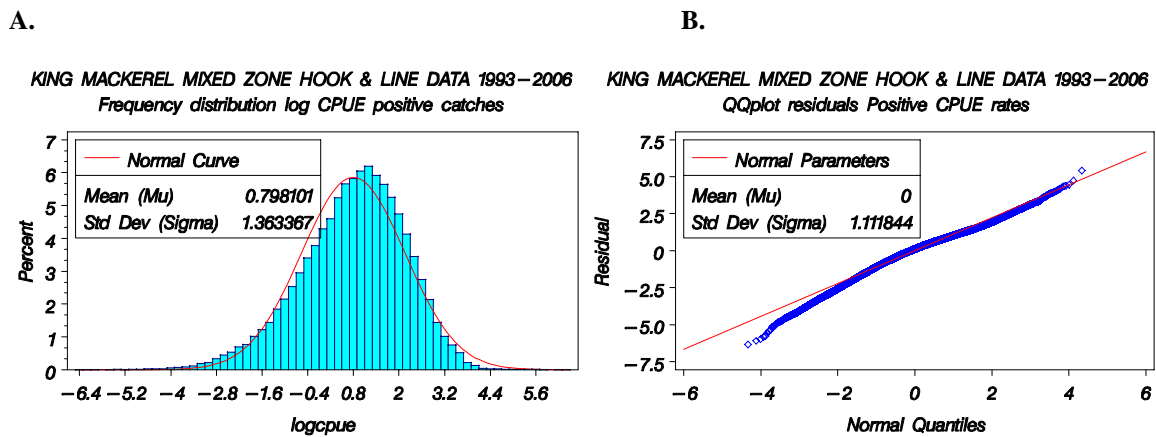 A.
KING MACKEREL MIXED ZONE HOOK & LINE DATA 1993−2006
Frequency distribution log CPUE positive catches
7
6
5
4
3
2
1
0
Percent
Normal Curve
Mean (Mu) 0.798101
Std Dev (Sigma) 1.363367
−6.4 −5.2 −4 −2.8 −1.6 −0.4 0.8 2 3.2 4.4 5.6
logcpue
B.
KING MACKEREL MIXED ZONE HOOK & LINE DATA 1993−2006
QQplot residuals Positive CPUE rates
7.5
5.0
2.5
0
−2.5
−5.0
−7.5
Residual
Normal Parameters
Mean (Mu) 0
Std Dev (Sigma) 1.111844
−6 −4 −2 0 2 4 6
Normal Quantiles